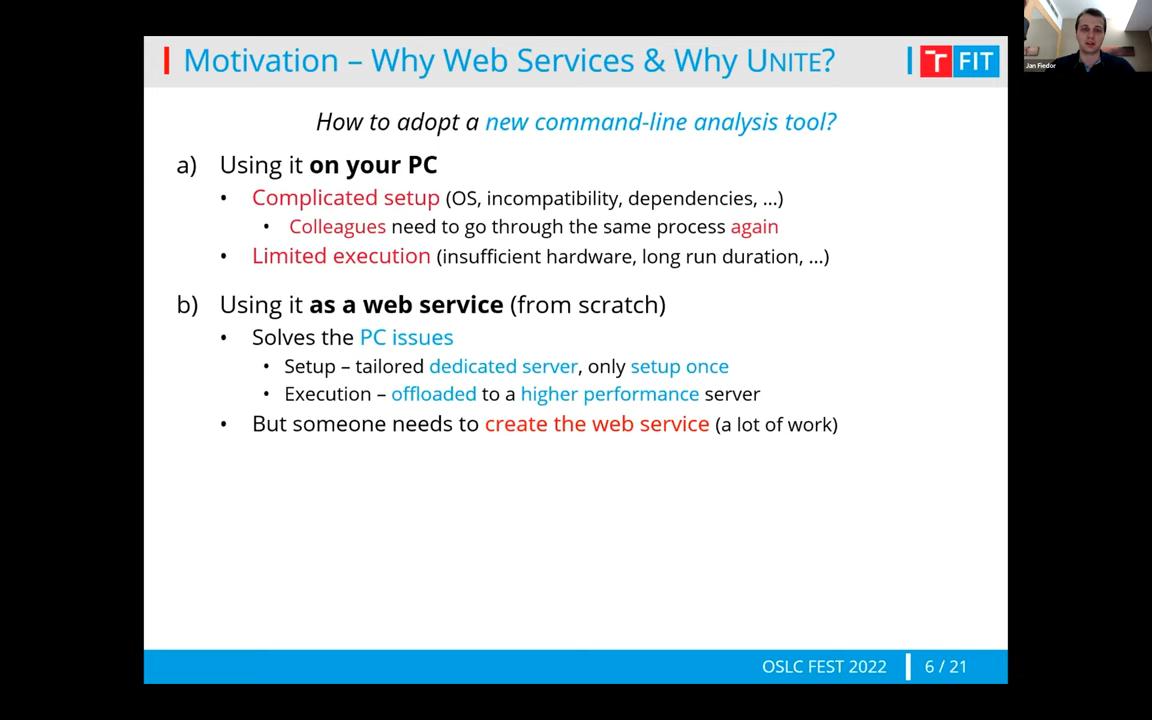 Motivation – Why Web Services & Why UNITE?
T FIT
Jan Fiedor
How to adopt a new command-line analysis tool?
a) Using it on your PC
• Complicated setup (OS, incompatibility, dependencies, ...)
• Colleagues need to go through the same process again
• Limited execution (insufficient hardware, long run duration, ...)
b) Using it as a web service (from scratch)
• Solves the PC issues
• Setup – tailored dedicated server, only setup once
• Execution – offloaded to a higher performance server
• But someone needs to create the web service (a lot of work)
OSLC FEST 2022 6 / 21